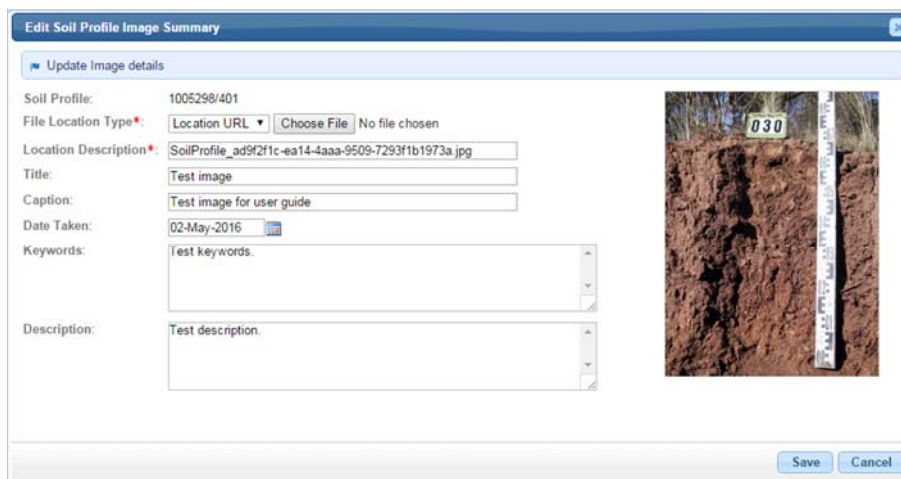 Edit Soil Profile Image Summary
Update Image details
Soil Profile: 1005298/401
File Location Type*: Location URL Choose File No file chosen
Location Description*: SoilProfile_ad9f2f1c-ea14-4aaa-9509-7293f1b1973a.jpg
Title: Test image
Caption: Test image for user guide
Date Taken: 02-May-2016
Keywords: Test keywords.
Description: Test description.
030
Save Cancel